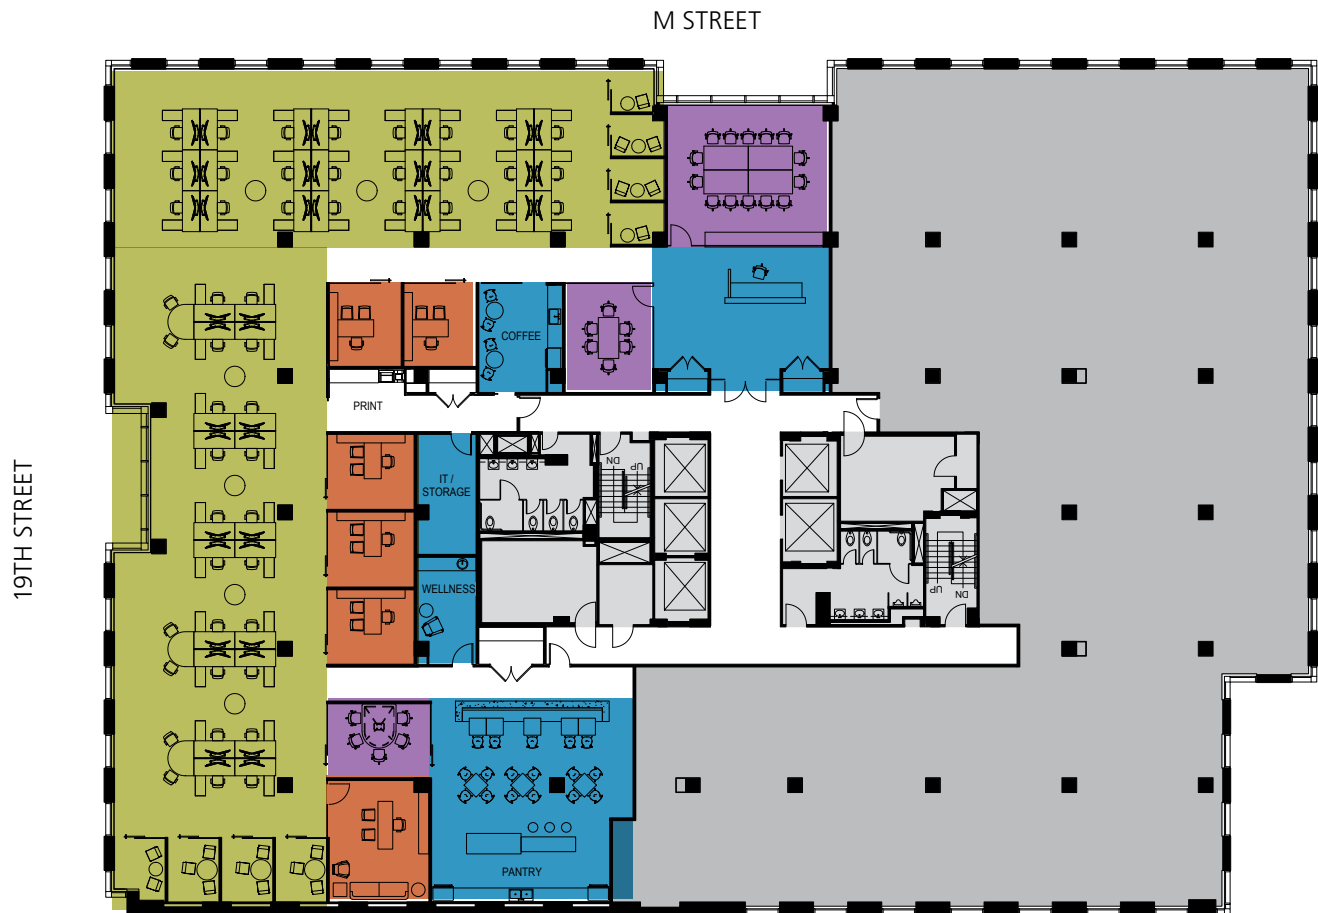 M STREET
COFFEE
PRINT
19TH STREET
IT /
STORAGE
DN
UP
WELLNESS
UP
DN
PANTRY